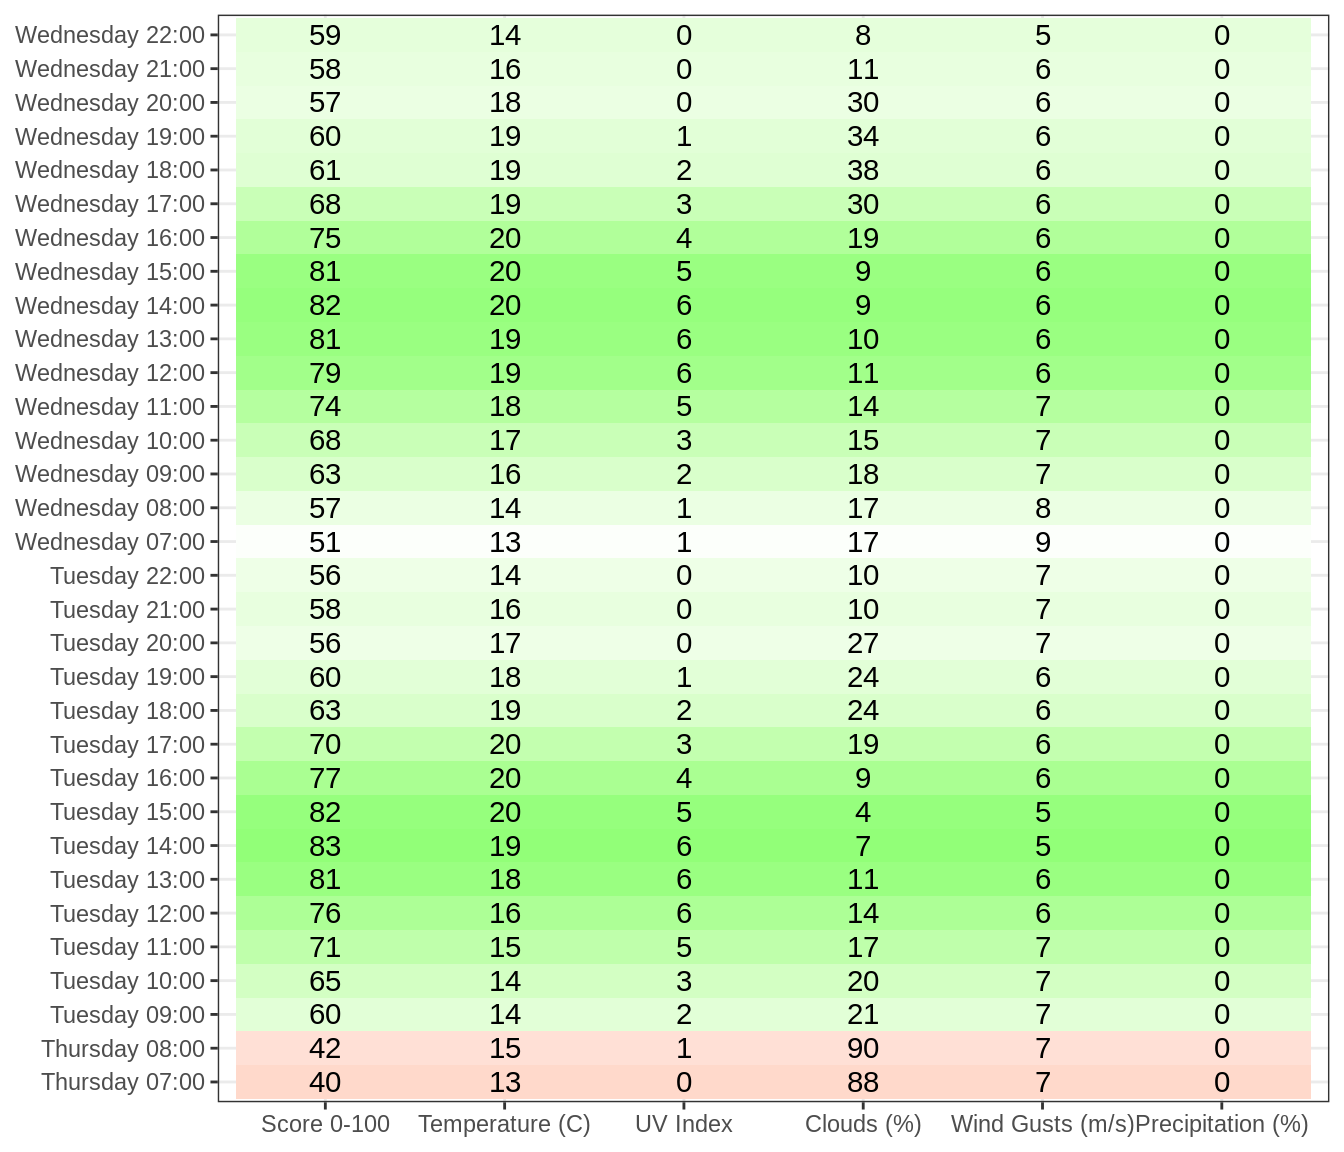 Wednesday 22:00 59 14 0 8 5 0
Wednesday 21:00 58 16 0 11 6 0
Wednesday 20:00 57 18 0 30 6 0
Wednesday 19:00 60 19 1 34 6 0
Wednesday 18:00 61 19 2 38 6 0
Wednesday 17:00 68 19 3 30 6 0
Wednesday 16:00 75 20 4 19 6 0
Wednesday 15:00 81 20 5 9 6 0
Wednesday 14:00 82 20 6 9 6 0
Wednesday 13:00 81 19 6 10 6 0
Wednesday 12:00 79 19 6 11 6 0
Wednesday 11:00 74 18 5 14 7 0
Wednesday 10:00 68 17 3 15 7 0
Wednesday 09:00 63 16 2 18 7 0
Wednesday 08:00 57 14 1 17 8 0
Wednesday 07:00 51 13 1 17 9 0
Tuesday 22:00 56 14 0 10 7 0
Tuesday 21:00 58 16 0 10 7 0
Tuesday 20:00 56 17 0 27 7 0
Tuesday 19:00 60 18 1 24 6 0
Tuesday 18:00 63 19 2 24 6 0
Tuesday 17:00 70 20 3 19 6 0
Tuesday 16:00 77 20 4 9 6 0
Tuesday 15:00 82 20 5 4 5 0
Tuesday 14:00 83 19 6 7 5 0
Tuesday 13:00 81 18 6 11 6 0
Tuesday 12:00 76 16 6 14 6 0
Tuesday 11:00 71 15 5 17 7 0
Tuesday 10:00 65 14 3 20 7 0
Tuesday 09:00 60 14 2 21 7 0
Thursday 08:00 42 15 1 90 7 0
Thursday 07:00 40 13 0 88 7 0
Score 0-100 Temperature (C) UV Index Clouds (%) Wind Gusts (m/s) Precipitation (%)